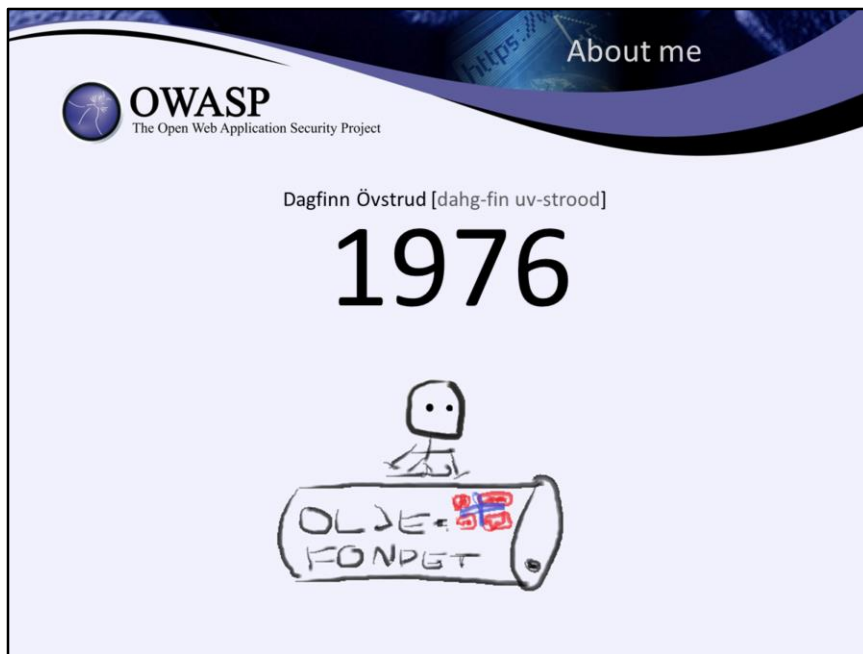 https://w
About me
OWASP
The Open Web Application Security Project
Dagfinn Övstrud [dahg-fin uv-strood]
1976
OLJE-
FONDET